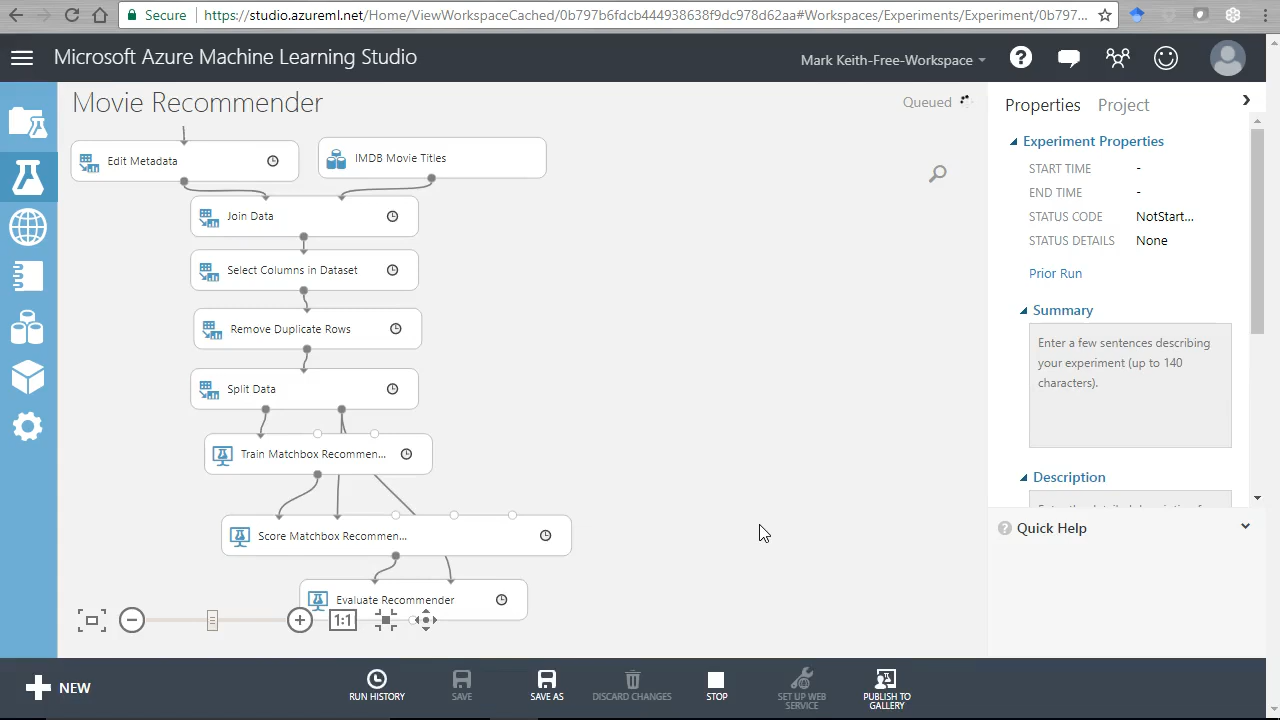 Secure
https://studio.azureml.net/Home/ViewWorkspaceCached/0b797b6fdcb444938638f9dc978d62aa#Workspaces/Experiments/Experiment/0b797...
Microsoft Azure Machine Learning Studio
Mark Keith-Free-Workspace
Movie Recommender
Queued
Properties
Project
Edit Metadata
IMDB Movie Titles
Join Data
Select Columns in Dataset
Remove Duplicate Rows
Split Data
Train Matchbox Recommen...
Score Matchbox Recommen...
Evaluate Recommender
1:1
Experiment Properties
START TIME -
END TIME -
STATUS CODE NotStart...
STATUS DETAILS None
Prior Run
Summary
Enter a few sentences describing
your experiment (up to 140
characters).
Description
Quick Help
NEW
RUN HISTORY
SAVE
SAVE AS
DISCARD CHANGES
STOP
SET UP WEB
SERVICE
PUBLISH TO
GALLERY